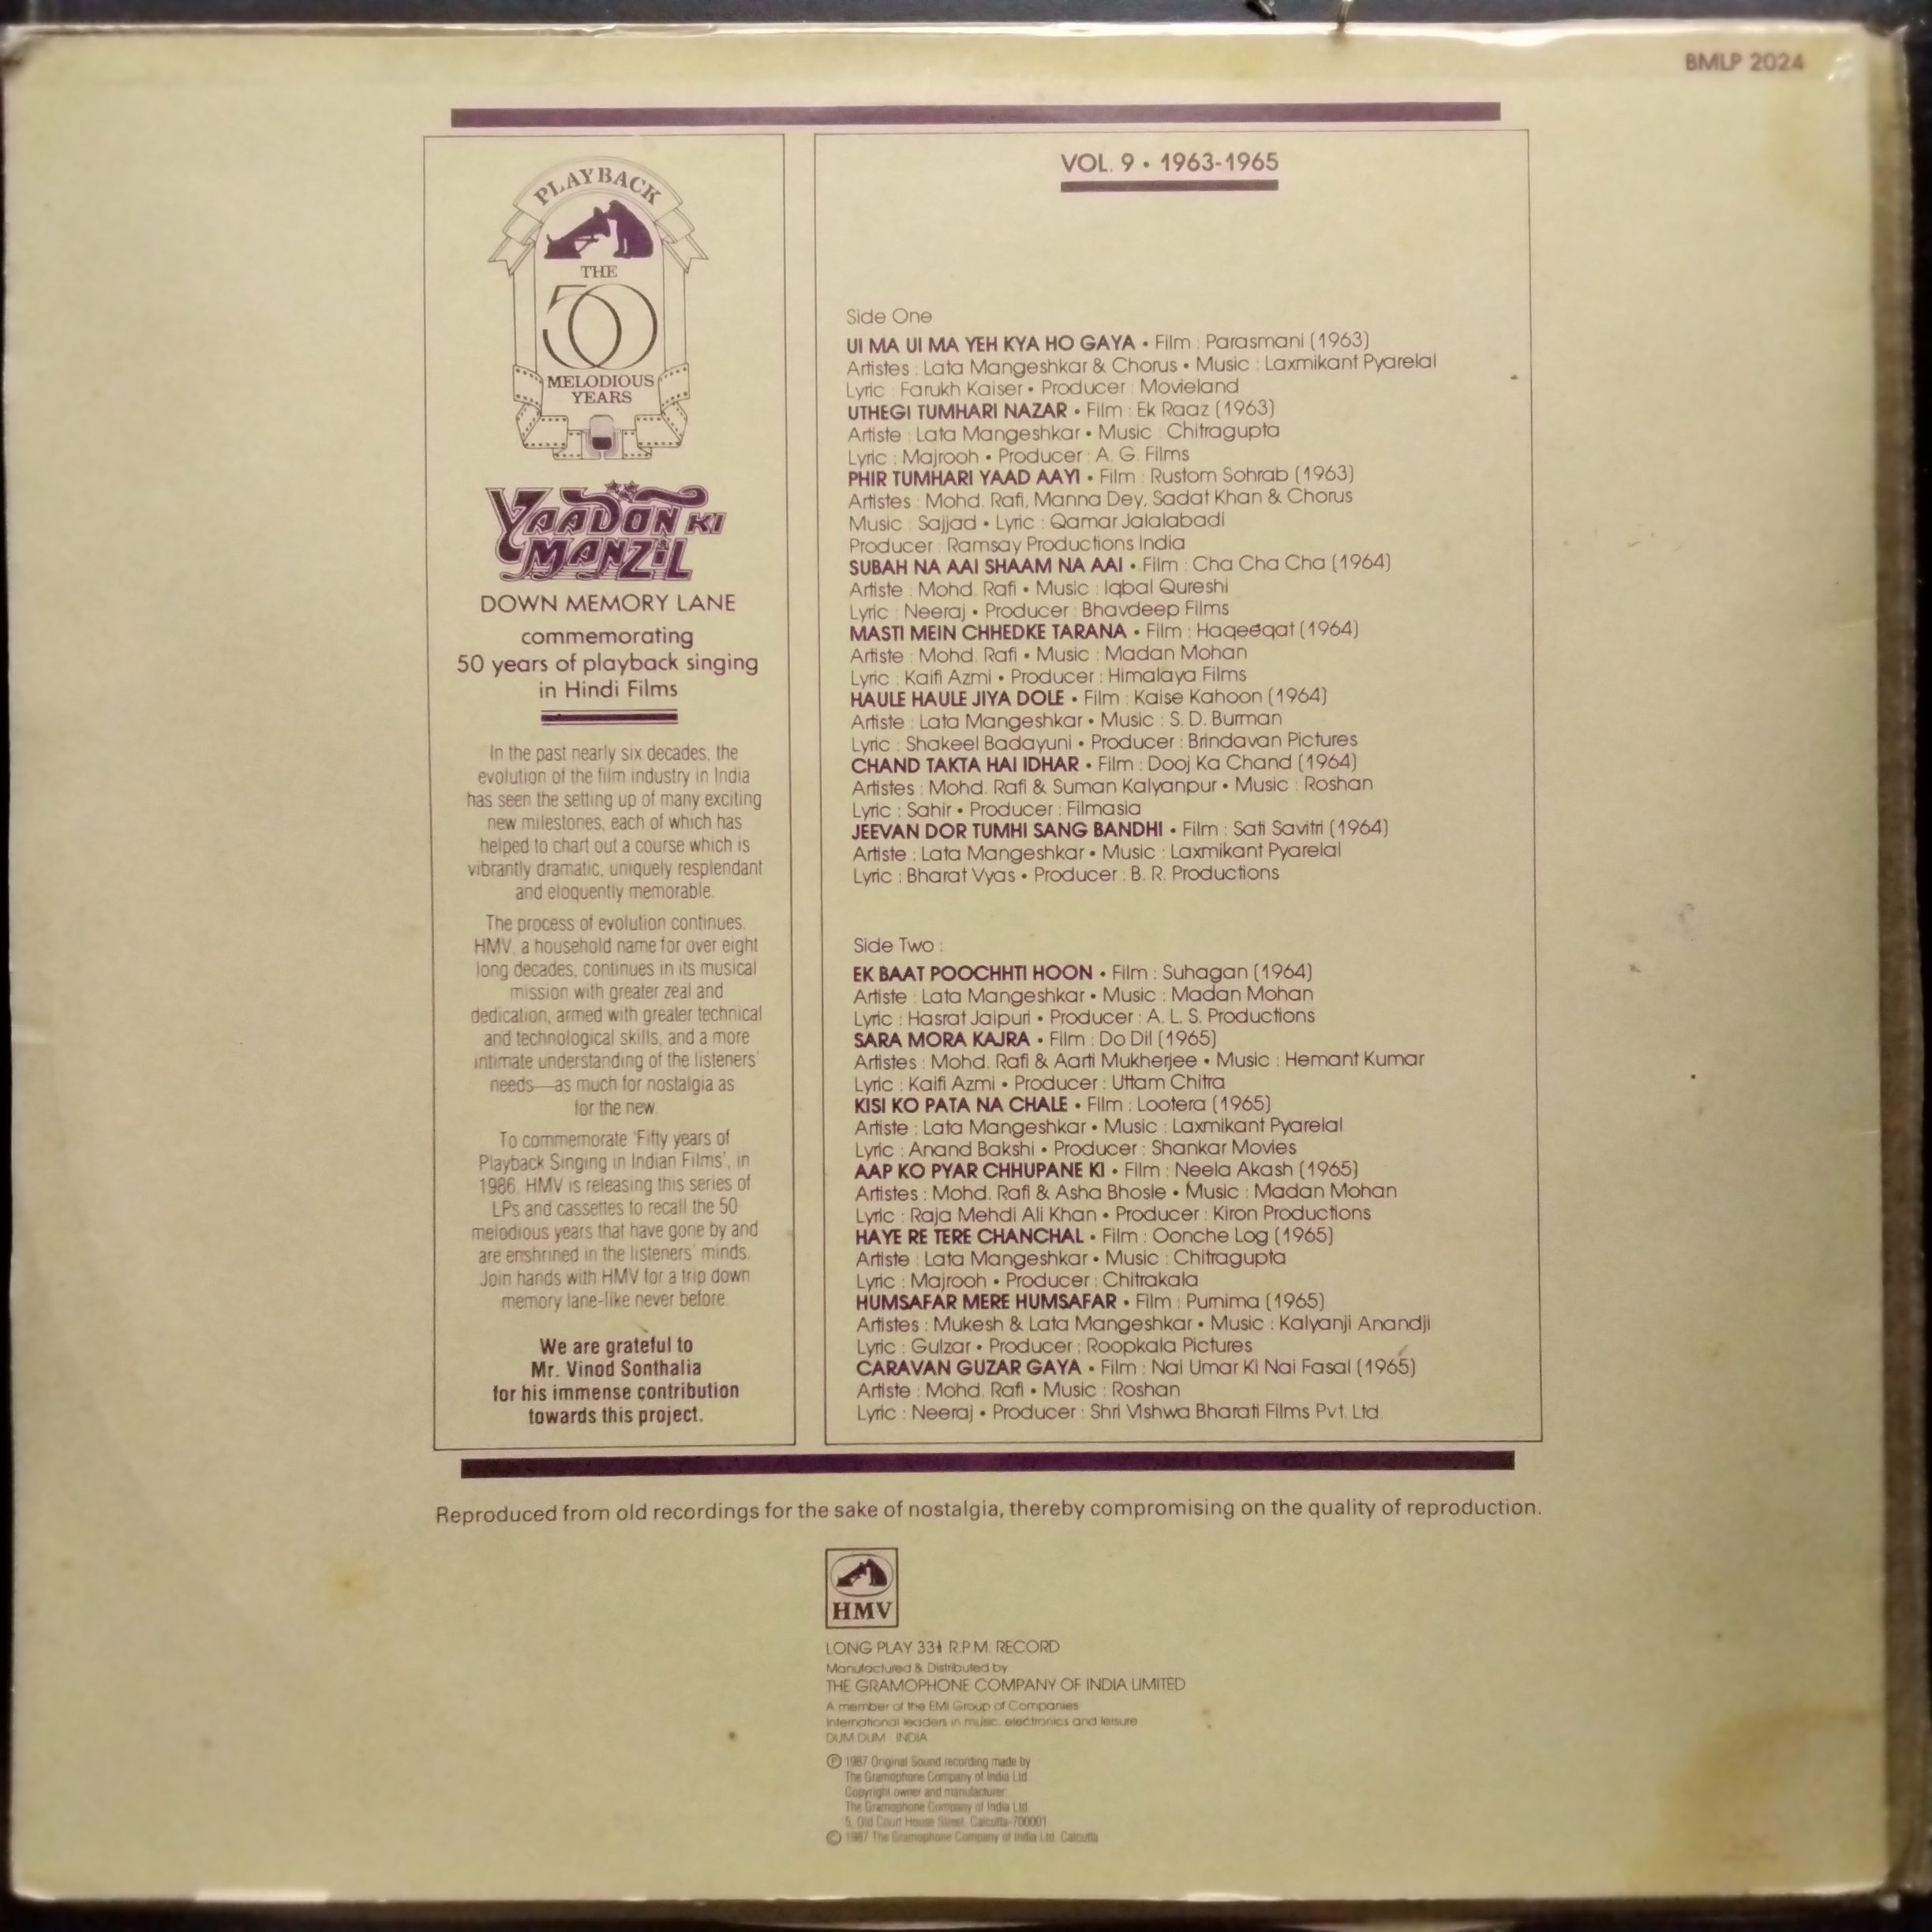 BMLP 2024
PLAYBACK
THE
50
MELODIOUS
YEARS
YAADON KI
MANZIL
DOWN MEMORY LANE
commemorating
50 years of playback singing
in Hindi Films
In the past nearly six decades, the
evolution of the film industry in India
has seen the setting up of many exciting
new milestones, each of which has
helped to chart out a course which is
vibrantly dramatic, uniquely resplendant
and eloquently memorable.
The process of evolution continues.
HMV, a household name for over eight
long decades, continues in its musical
mission with greater zeal and
dedication, armed with greater technical
and technological skills, and a more
intimate understanding of the listeners'
needs—as much for nostalgia as
for the new.
To commemorate 'Fifty years of
Playback Singing in Indian Films', in
1986, HMV is releasing this series of
LPs and cassettes to recall the 50
melodious years that have gone by and
are enshrined in the listeners' minds.
Join hands with HMV for a trip down
memory lane-like never before.
We are grateful to
Mr. Vinod Sonthalia
for his immense contribution
towards this project.
VOL. 9 • 1963-1965
Side One
UI MA UI MA YEH KYA HO GAYA • Film : Parasmani (1963)
Artistes : Lata Mangeshkar & Chorus • Music : Laxmikant Pyarelal
Lyric : Farukh Kaiser • Producer : Movieland
UTHEGI TUMHARI NAZAR • Film : Ek Raaz (1963)
Artiste : Lata Mangeshkar • Music : Chitragupta
Lyric : Majrooh • Producer : A. G. Films
PHIR TUMHARI YAAD AAYI • Film : Rustom Sohrab (1963)
Artistes : Mohd. Rafi, Manna Dey, Sadat Khan & Chorus
Music : Sajjad • Lyric : Qamar Jalalabadi
Producer : Ramsay Productions India
SUBAH NA AAI SHAAM NA AAI • Film : Cha Cha Cha (1964)
Artiste : Mohd. Rafi • Music : Iqbal Qureshi
Lyric : Neeraj • Producer : Bhavdeep Films
MASTI MEIN CHHEDKE TARANA • Film : Haqeeqat (1964)
Artiste : Mohd. Rafi • Music : Madan Mohan
Lyric : Kaifi Azmi • Producer : Himalaya Films
HAULE HAULE JIYA DOLE • Film : Kaise Kahoon (1964)
Artiste : Lata Mangeshkar • Music : S. D. Burman
Lyric : Shakeel Badayuni • Producer : Brindavan Pictures
CHAND TAKTA HAI IDHAR • Film : Dooj Ka Chand (1964)
Artistes : Mohd. Rafi & Suman Kalyanpur • Music : Roshan
Lyric : Sahir • Producer : Filmasia
JEEVAN DOR TUMHI SANG BANDHI • Film : Sati Savitri (1964)
Artiste : Lata Mangeshkar • Music : Laxmikant Pyarelal
Lyric : Bharat Vyas • Producer : B. R. Productions
Side Two :
EK BAAT POOCHHTI HOON • Film : Suhagan (1964)
Artiste : Lata Mangeshkar • Music : Madan Mohan
Lyric : Hasrat Jaipuri • Producer : A. L. S. Productions
SARA MORA KAJRA • Film : Do Dil (1965)
Artistes : Mohd. Rafi & Aarti Mukherjee • Music : Hemant Kumar
Lyric : Kaifi Azmi • Producer : Uttam Chitra
KISI KO PATA NA CHALE • Film : Lootera (1965)
Artiste : Lata Mangeshkar • Music : Laxmikant Pyarelal
Lyric : Anand Bakshi • Producer : Shankar Movies
AAP KO PYAR CHHUPANE KI • Film : Neela Akash (1965)
Artistes : Mohd. Rafi & Asha Bhosle • Music : Madan Mohan
Lyric : Raja Mehdi Ali Khan • Producer : Kiron Productions
HAYE RE TERE CHANCHAL • Film : Oonche Log (1965)
Artiste : Lata Mangeshkar • Music : Chitragupta
Lyric : Majrooh • Producer : Chitrakala
HUMSAFAR MERE HUMSAFAR • Film : Purnima (1965)
Artistes : Mukesh & Lata Mangeshkar • Music : Kalyanji Anandji
Lyric : Gulzar • Producer : Roopkala Pictures
CARAVAN GUZAR GAYA • Film : Nai Umar Ki Nai Fasal (1965)
Artiste : Mohd. Rafi • Music : Roshan
Lyric : Neeraj • Producer : Shri Vishwa Bharati Films Pvt. Ltd.
Reproduced from old recordings for the sake of nostalgia, thereby compromising on the quality of reproduction.
HMV
LONG PLAY 33⅓ R.P.M. RECORD
Manufactured & Distributed by
THE GRAMOPHONE COMPANY OF INDIA LIMITED
A member of the EMI Group of Companies
International leaders in music, electronics and leisure
DUM DUM : INDIA
Ⓟ 1987 Original Sound recording made by
The Gramophone Company of India Ltd.
Copyright owner and manufacturer
The Gramophone Company of India Ltd.
5, Old Court House Street, Calcutta-700001
© 1987 The Gramophone Company of India Ltd. Calcutta